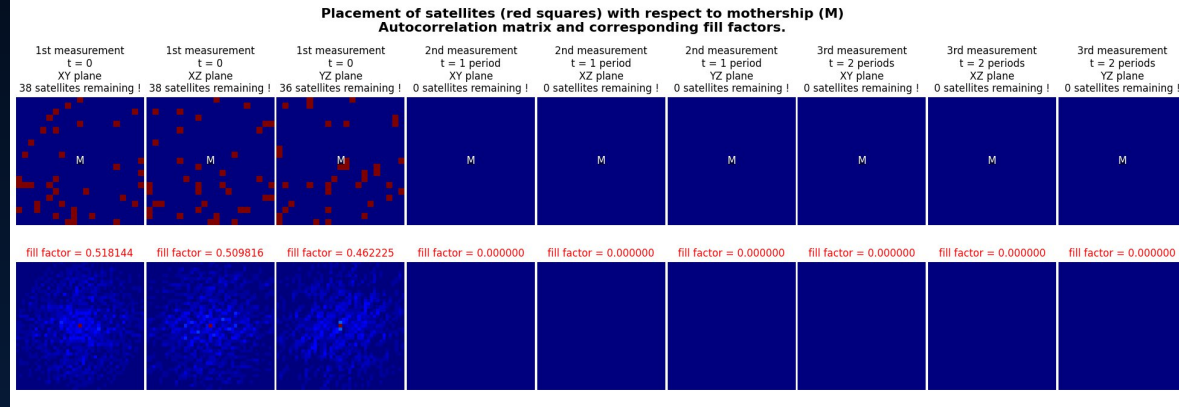 Placement of satellites (red squares) with respect to mothership (M)
Autocorrelation matrix and corresponding fill factors.
1st measurement
t = 0
XY plane
38 satellites remaining !
1st measurement
t = 0
XZ plane
38 satellites remaining !
1st measurement
t = 0
YZ plane
36 satellites remaining !
2nd measurement
t = 1 period
XY plane
0 satellites remaining !
2nd measurement
t = 1 period
XZ plane
0 satellites remaining !
2nd measurement
t = 1 period
YZ plane
0 satellites remaining !
3rd measurement
t = 2 periods
XY plane
0 satellites remaining !
3rd measurement
t = 2 periods
XZ plane
0 satellites remaining !
3rd measurement
t = 2 periods
YZ plane
0 satellites remaining !
M
M
M
M
M
M
M
M
M
fill factor = 0.518144
fill factor = 0.509816
fill factor = 0.462225
fill factor = 0.000000
fill factor = 0.000000
fill factor = 0.000000
fill factor = 0.000000
fill factor = 0.000000
fill factor = 0.000000